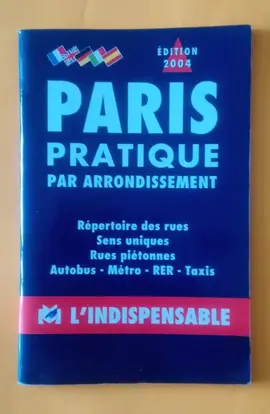 ÉDITION
2004
PARIS
PRATIQUE
PAR ARRONDISSEMENT
Répertoire des rues
Sens uniques
Rues piétonnes
Autobus - Métro - RER - Taxis
L'INDISPENSABLE